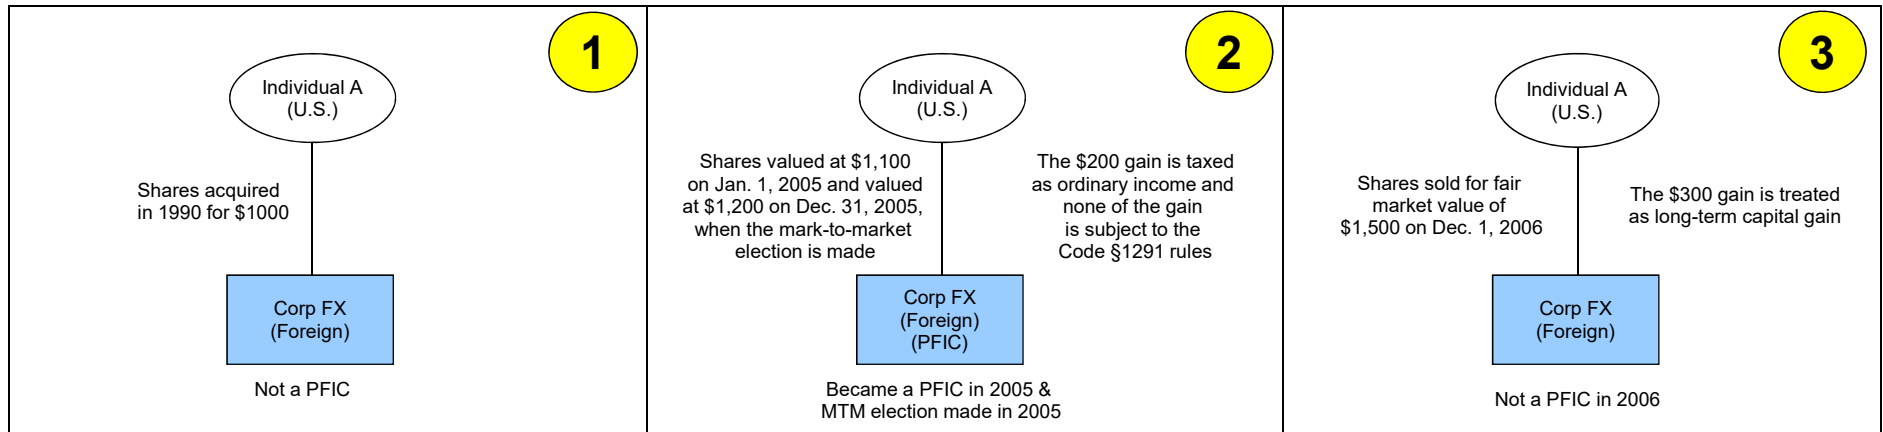 1
Individual A
(U.S.)
Shares acquired
in 1990 for $1000
Corp FX
(Foreign)
Not a PFIC
2
Individual A
(U.S.)
Shares valued at $1,100
on Jan. 1, 2005 and valued
at $1,200 on Dec. 31, 2005,
when the mark-to-market
election is made
The $200 gain is taxed
as ordinary income and
none of the gain
is subject to the
Code §1291 rules
Corp FX
(Foreign)
(PFIC)
Became a PFIC in 2005 &
MTM election made in 2005
3
Individual A
(U.S.)
Shares sold for fair
market value of
$1,500 on Dec. 1, 2006
The $300 gain is treated
as long-term capital gain
Corp FX
(Foreign)
Not a PFIC in 2006